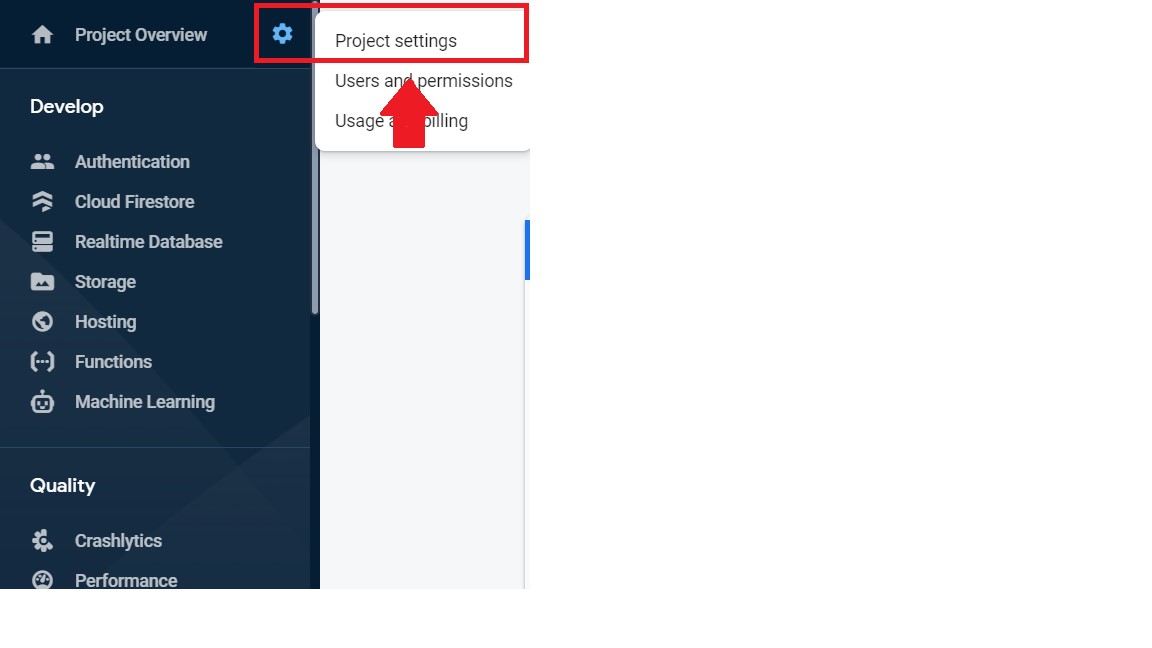 Project Overview
Project settings
Users and permissions
Usage and billing
Develop
Authentication
Cloud Firestore
Realtime Database
Storage
Hosting
Functions
Machine Learning
Quality
Crashlytics
Performance